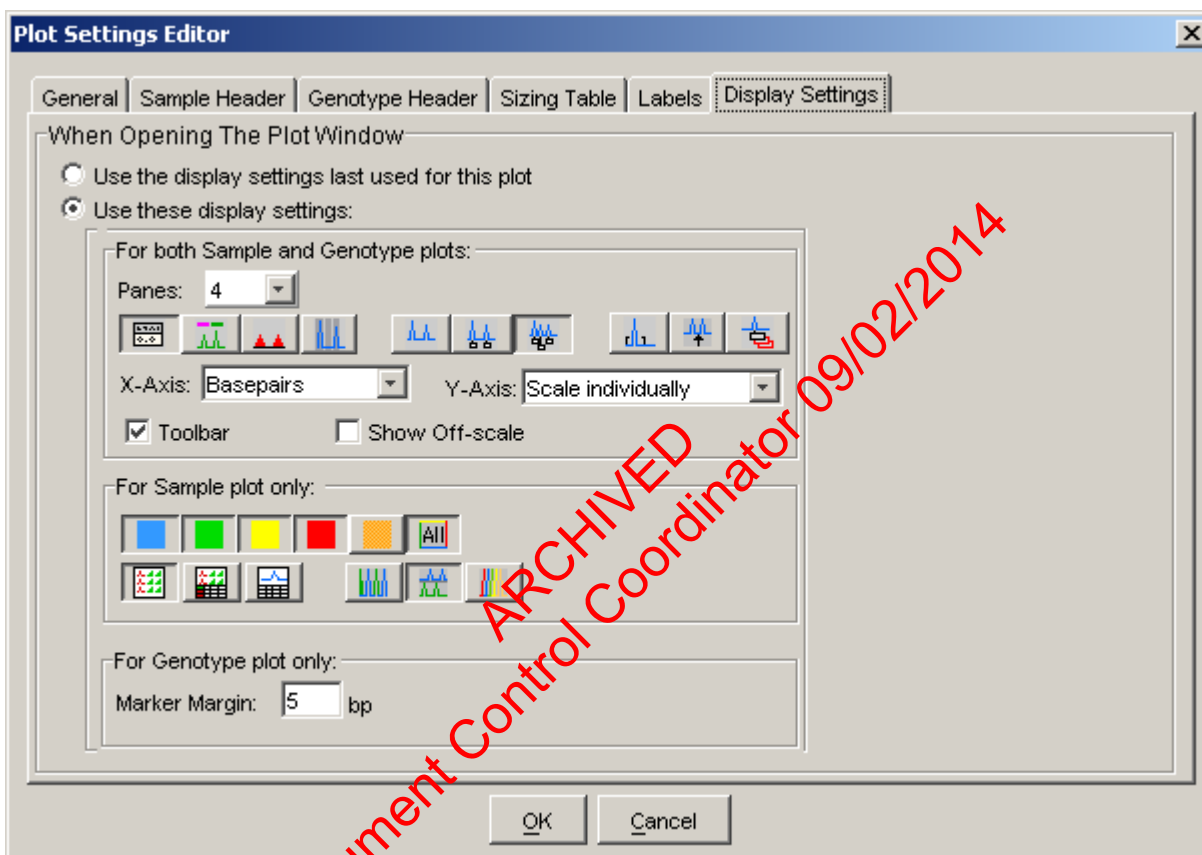 Plot Settings Editor
General Sample Header Genotype Header Sizing Table Labels Display Settings
When Opening The Plot Window
Use the display settings last used for this plot
Use these display settings:
For both Sample and Genotype plots:
Panes: 4
X-Axis: Basepairs Y-Axis: Scale individually
Toolbar Show Off-scale
For Sample plot only:
All
For Genotype plot only:
Marker Margin: 5 bp
OK Cancel
ARCHIVED
ument Control Coordinator 09/02/2014